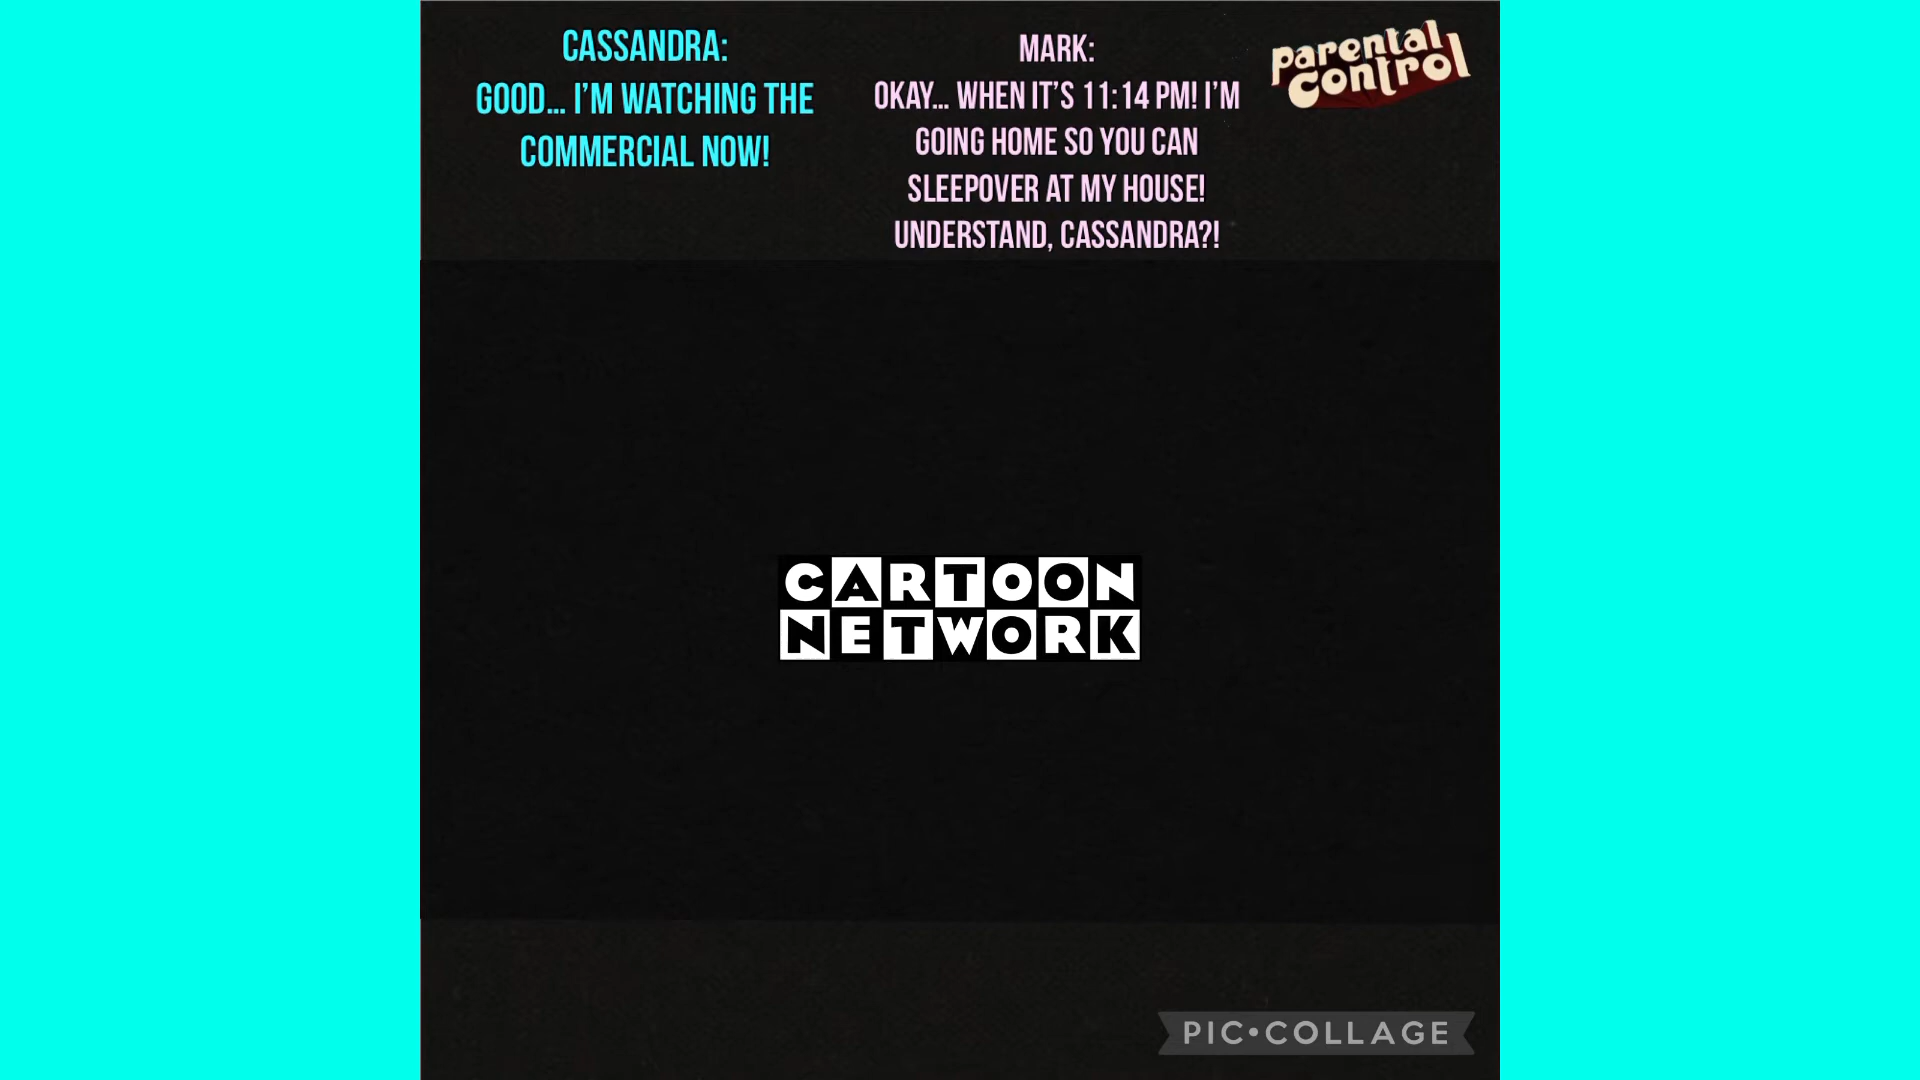 CASSANDRA:
GOOD... I'M WATCHING THE
COMMERCIAL NOW!
MARK:
OKAY... WHEN IT'S 11:14 PM! I'M
GOING HOME SO YOU CAN
SLEEPOVER AT MY HOUSE!
UNDERSTAND, CASSANDRA?!
parental
control
CARTOON
NETWORK
PIC•COLLAGE